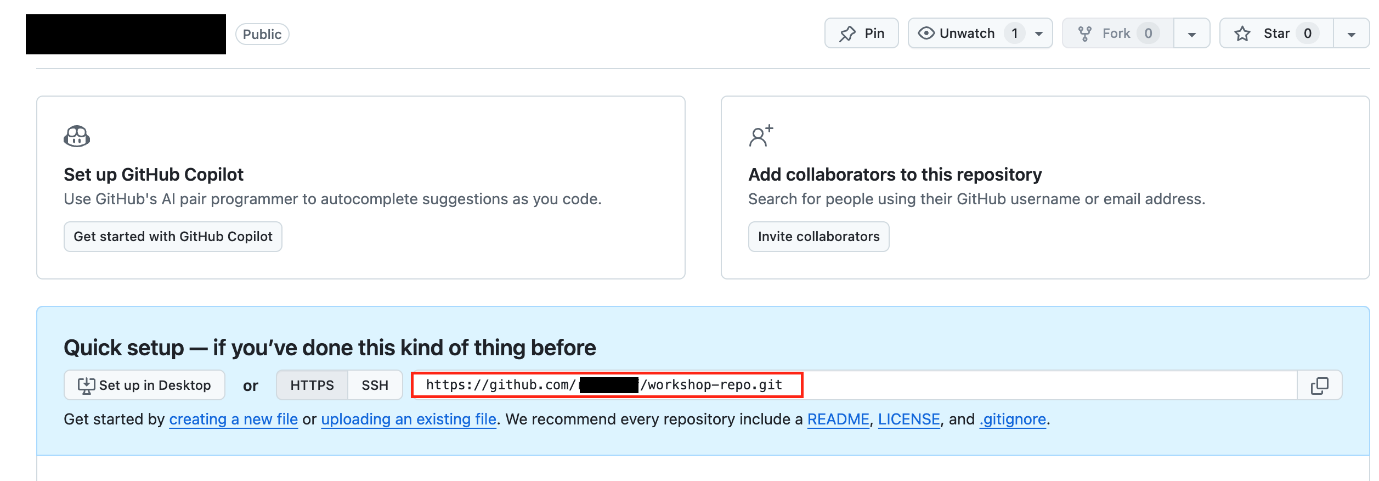 Public
Pin
Unwatch 1
Fork 0
Star 0
Set up GitHub Copilot
Use GitHub's AI pair programmer to autocomplete suggestions as you code.
Get started with GitHub Copilot
Add collaborators to this repository
Search for people using their GitHub username or email address.
Invite collaborators
Quick setup — if you’ve done this kind of thing before
Set up in Desktop or HTTPS SSH https://github.com/ /workshop-repo.git
Get started by creating a new file or uploading an existing file. We recommend every repository include a README, LICENSE, and .gitignore.